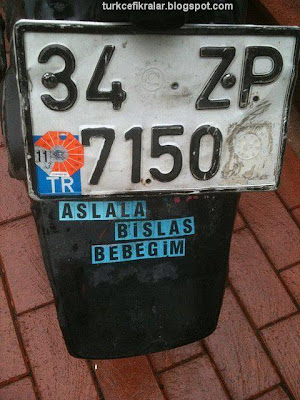 turkcefikralar.blogspot.com
34 ZP
7150
11
TR
ASLALA
BiSLAS
BEBEGiM